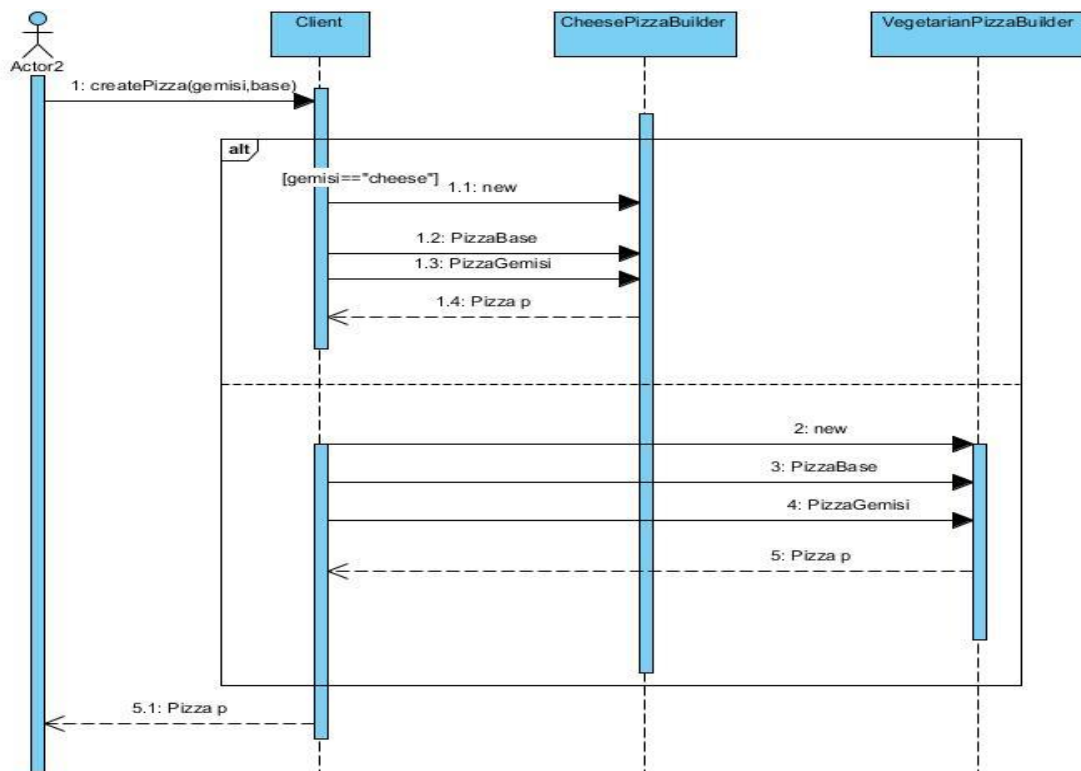 Client
CheesePizzaBuilder
VegetarianPizzaBuilder
Actor2
1: createPizza(gemisi,base)
alt
[gemisi=="cheese"]
1.1: new
1.2: PizzaBase
1.3: PizzaGemisi
1.4: Pizza p
2: new
3: PizzaBase
4: PizzaGemisi
5: Pizza p
5.1: Pizza p